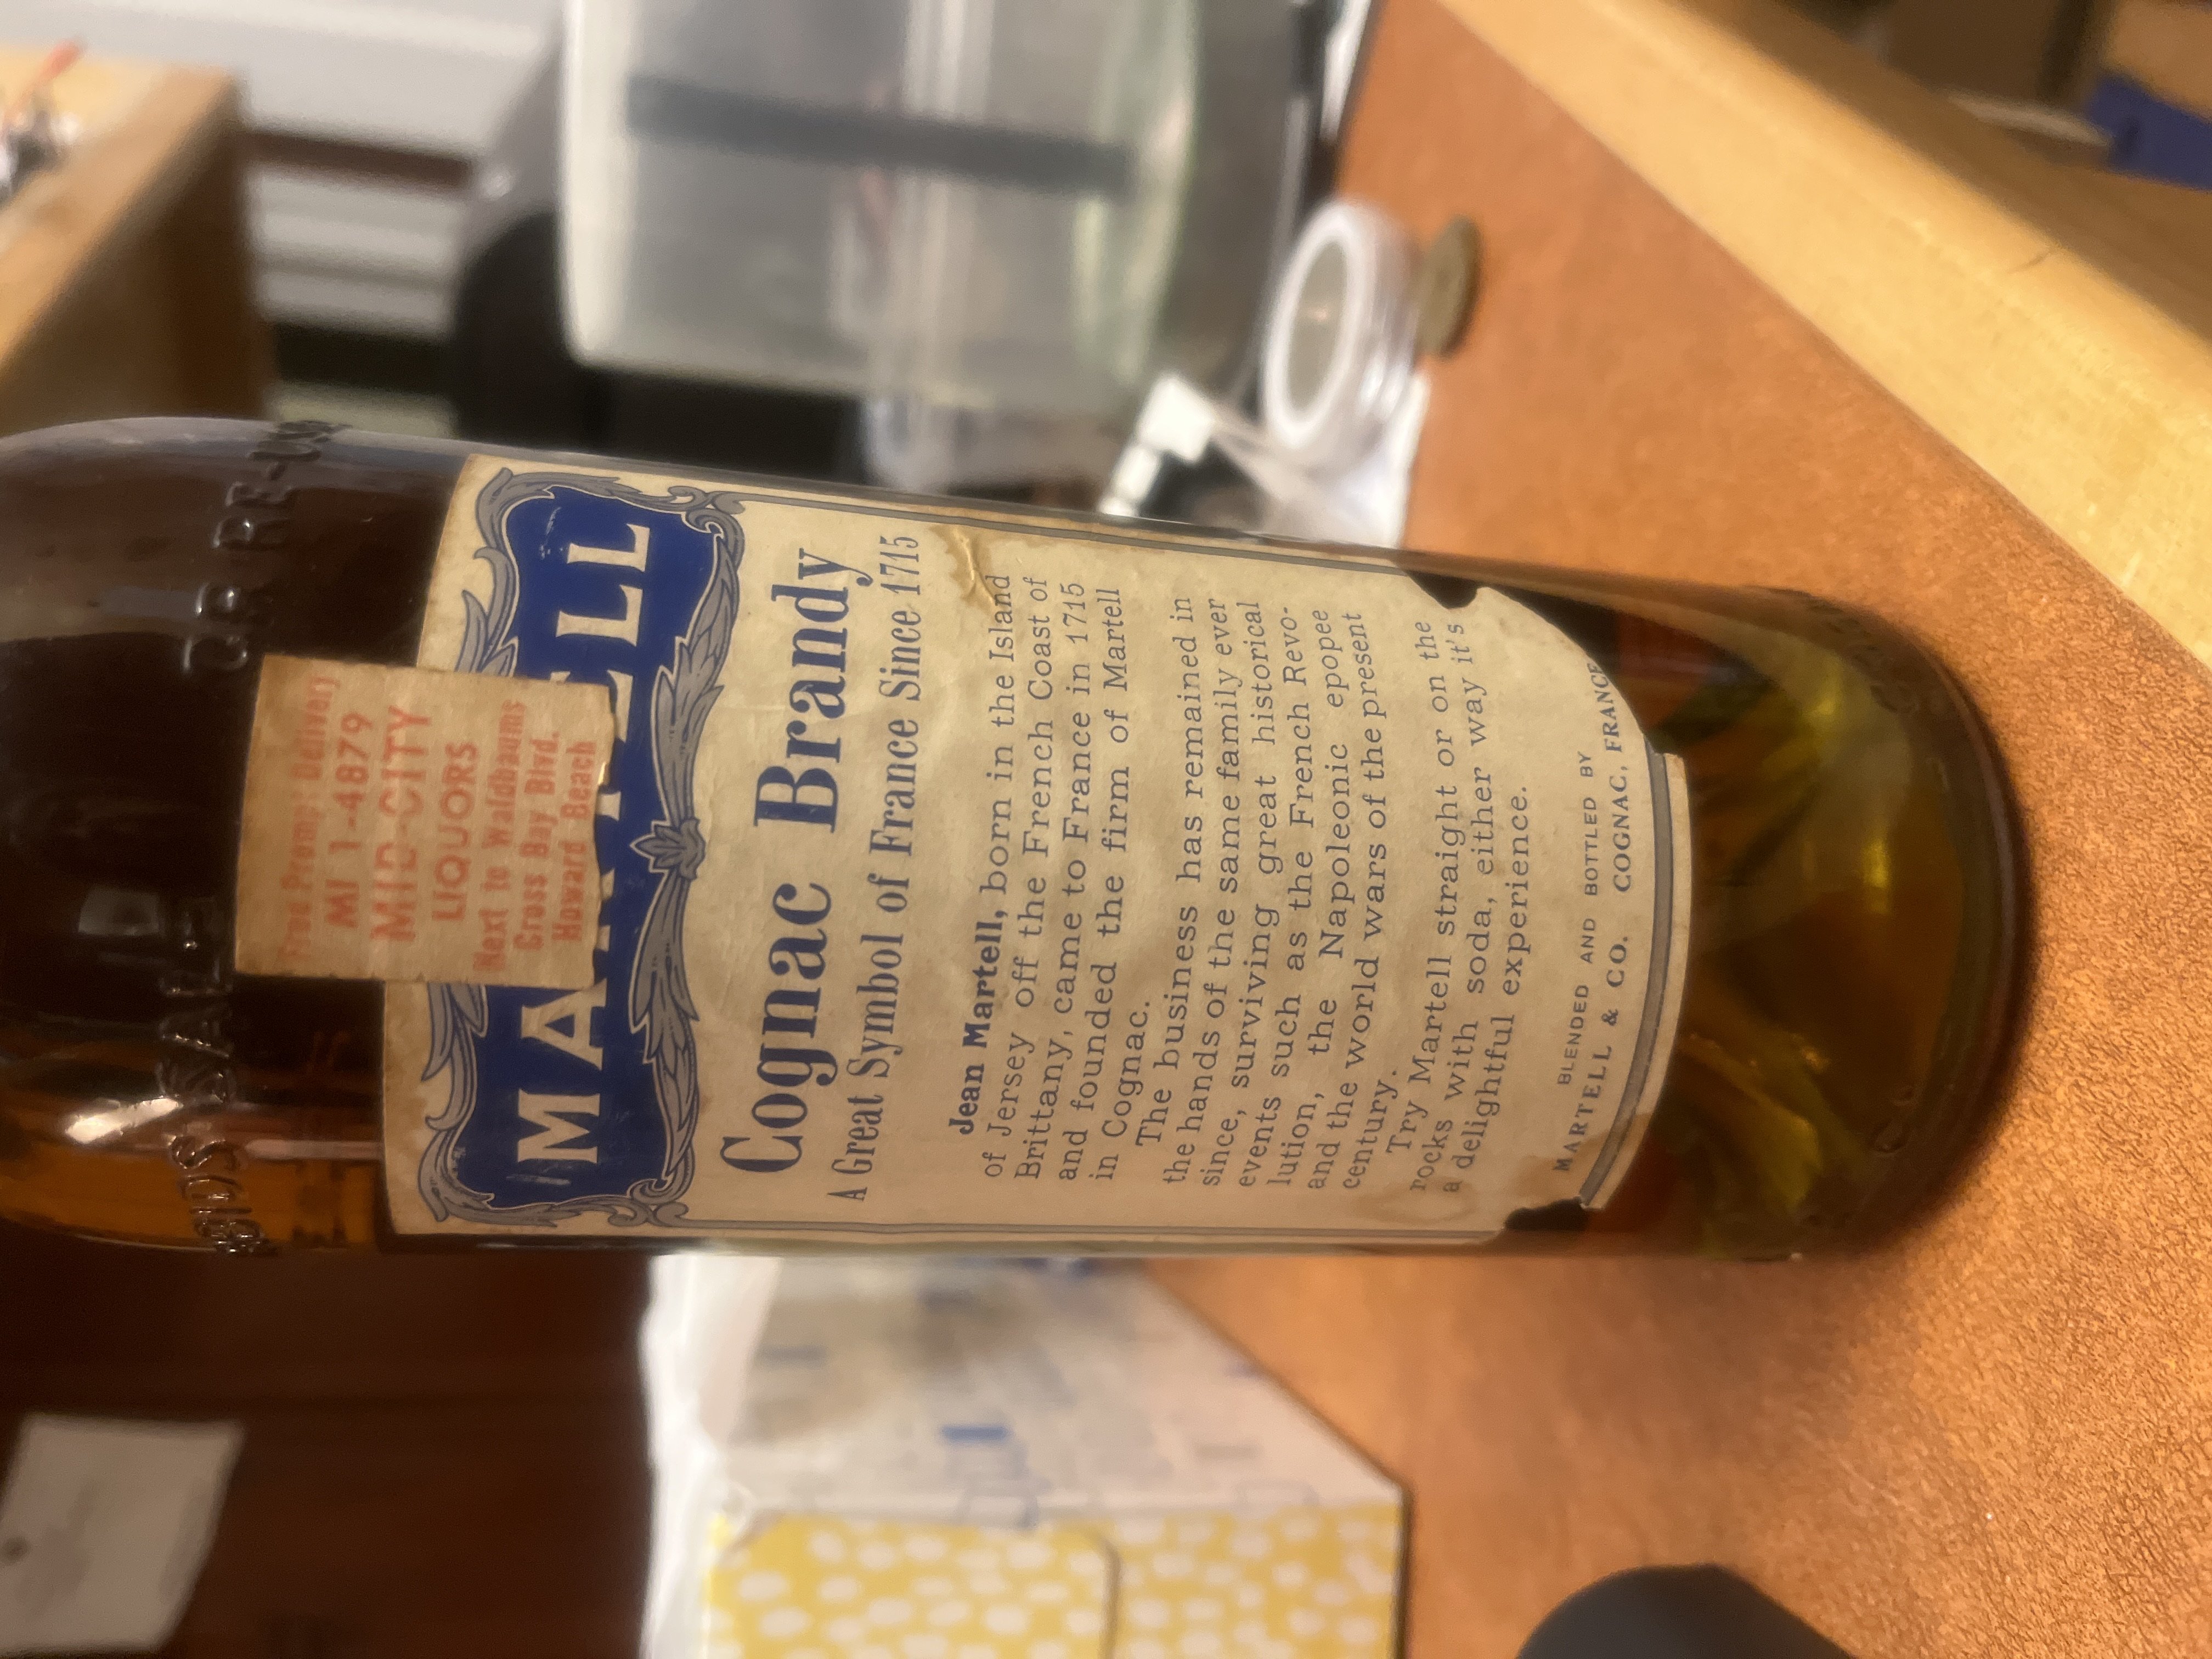 OR RE-US
PIDS SALE
Free Prompt Delivery
MI 1-4879
MID-CITY
LIQUORS
Next to Waldbaums
Cross Bay Blvd.
Howard Beach
Cognac Brandy
A Great Symbol of France Since 1715
Jean Martell, born in the Island
of Jersey off the French Coast of
Brittany, came to France in 1715
and founded the firm of Martell
in Cognac.
The business has remained in
the hands of the same family ever
since, surviving great historical
events such as the French Revo-
lution, the Napoleonic epopee
and the world wars of the present
century.
Try Martell straight or on the
rocks with soda, either way it's
a delightful experience.
BLENDED AND BOTTLED BY
MARTELL & CO. COGNAC, FRANCE